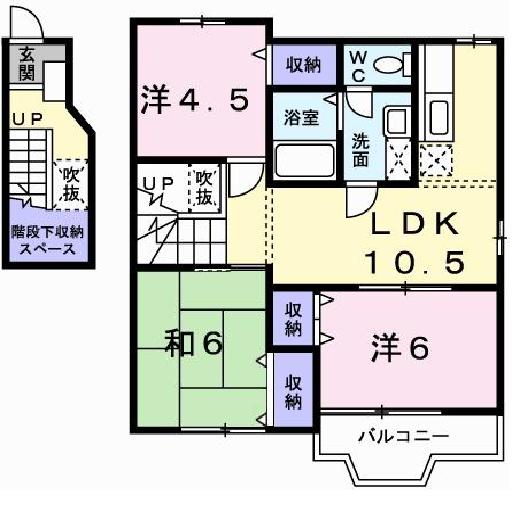 玄関
UP
吹抜
階段下収納
スペース
洋4.5
収納
WC
浴室
洗面
UP
吹抜
LDK
10.5
和6
収納
収納
洋6
バルコニー